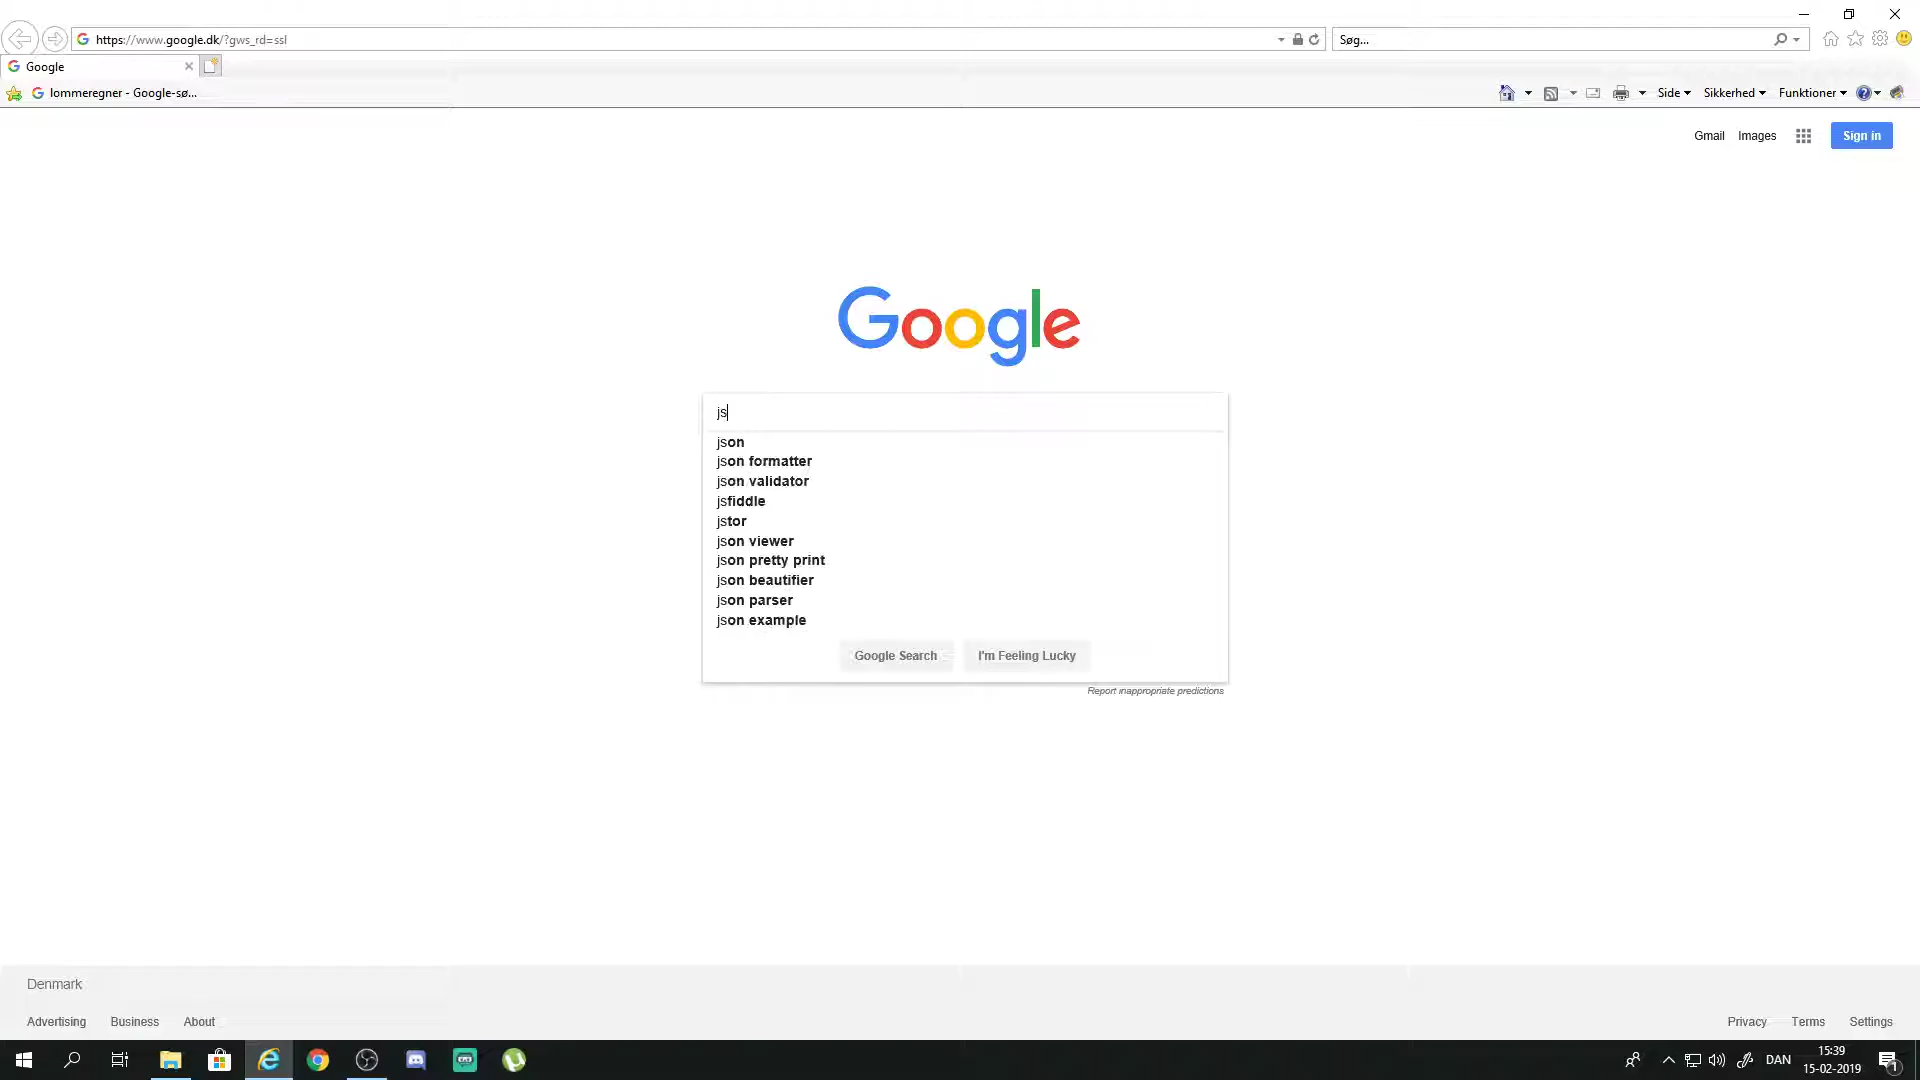 https://www.google.dk/?gws_rd=ssl
Søg...
Google
lommeregner - Google-sø...
Side
Sikkerhed
Funktioner
Gmail
Images
Sign in
Google
js
json
json formatter
json validator
jsfiddle
jstor
json viewer
json pretty print
json beautifier
json parser
json example
Google Search
I'm Feeling Lucky
Report inappropriate predictions
Denmark
Advertising
Business
About
Privacy
Terms
Settings
DAN
15:39
15-02-2019
1